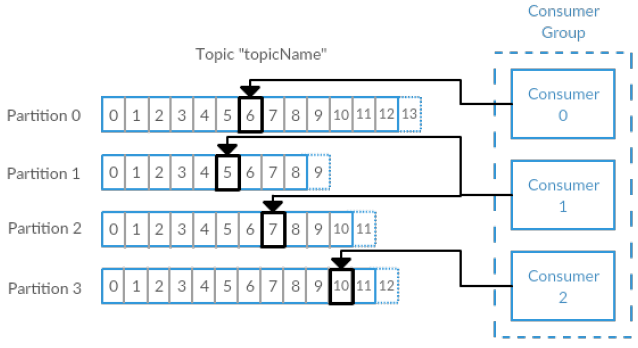 Consumer
Group
Topic "topicName"
Consumer
0
Partition 0
0 1 2 3 4 5 6 7 8 9 10 11 12 13
Partition 1
0 1 2 3 4 5 6 7 8 9
Consumer
1
Partition 2
0 1 2 3 4 5 6 7 8 9 10 11
Partition 3
0 1 2 3 4 5 6 7 8 9 10 11 12
Consumer
2